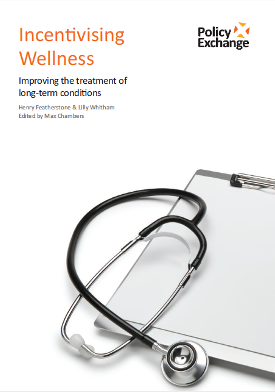 Incentivising
Wellness
Policy
Exchange
Improving the treatment of
long-term conditions
Henry Featherstone & Lilly Whitham
Edited by Max Chambers